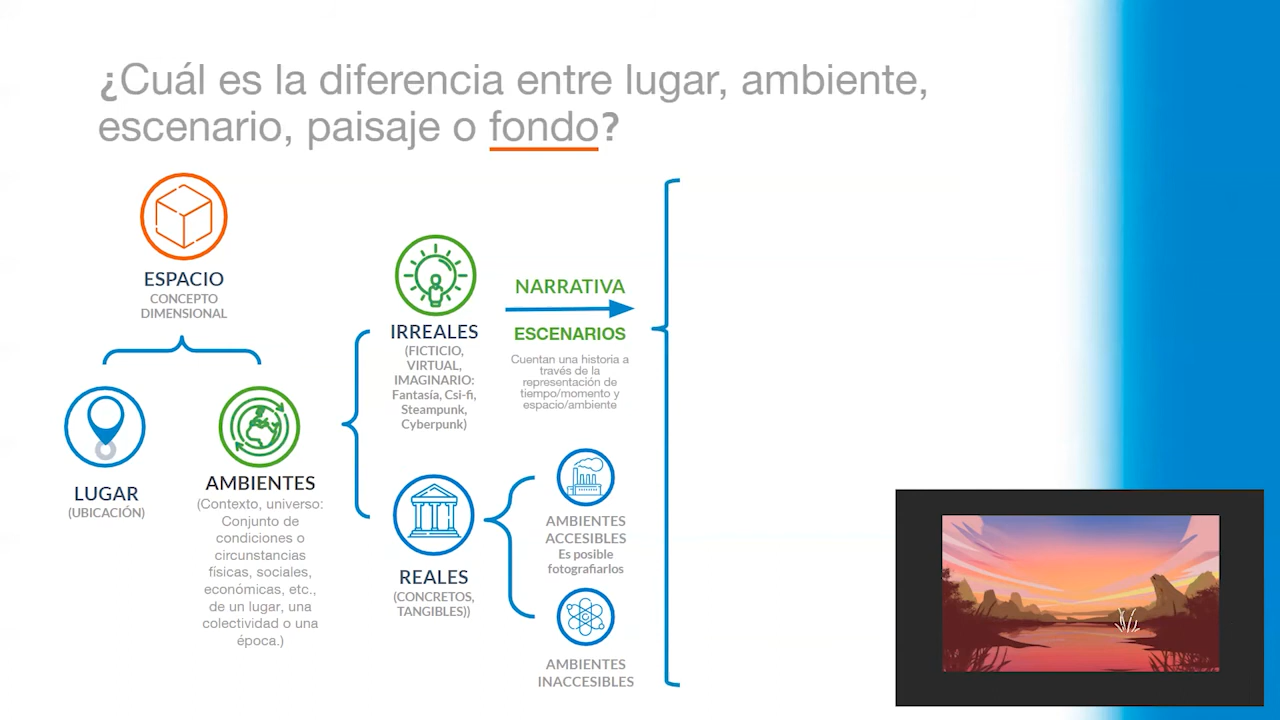 ¿Cuál es la diferencia entre lugar, ambiente,
escenario, paisaje o fondo?
ESPACIO
CONCEPTO
DIMENSIONAL
LUGAR
(UBICACIÓN)
AMBIENTES
(Contexto, universo:
Conjunto de
condiciones o
circunstancias
físicas, sociales,
económicas, etc.,
de un lugar, una
colectividad o una
época.)
IRREALES
(FICTICIO,
VIRTUAL,
IMAGINARIO:
Fantasía, Csi-fi,
Steampunk,
Cyberpunk)
REALES
(CONCRETOS,
TANGIBLES))
NARRATIVA
ESCENARIOS
Cuentan una historia a
través de la
representación de
tiempo/momento y
espacio/ambiente
AMBIENTES
ACCESIBLES
Es posible
fotografiarlos
AMBIENTES
INACCESIBLES